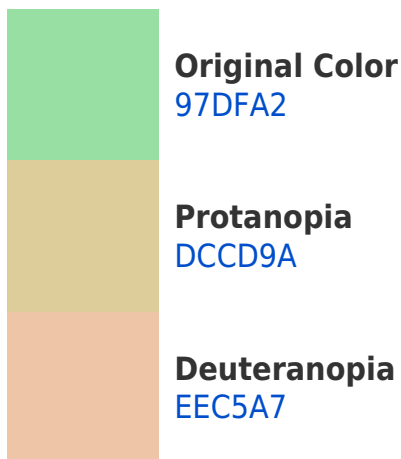 Original Color
97DFA2
Protanopia
DCCD9A
Deuteranopia
EEC5A7